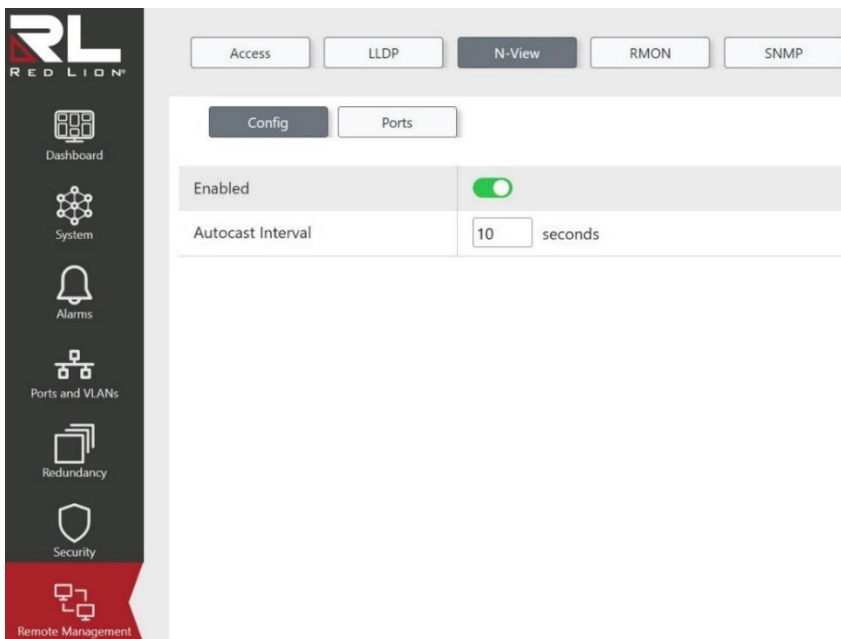 RL
RED LION®
Access LLDP N-View RMON SNMP
Config Ports
Dashboard
Enabled
System
Autocast Interval 10 seconds
Alarms
Ports and VLANs
Redundancy
Security
Remote Management